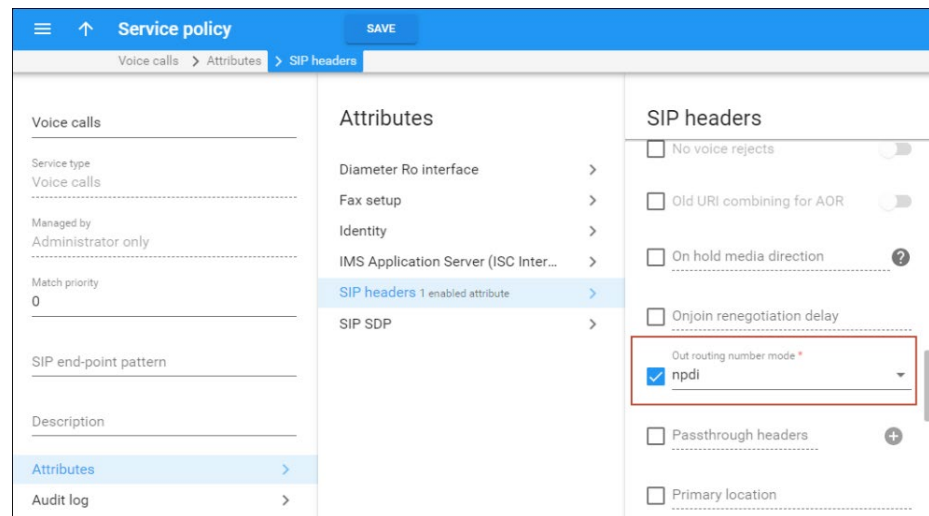 Service policy
SAVE
Voice calls > Attributes > SIP headers
Voice calls
Service type
Voice calls
Managed by
Administrator only
Match priority
0
SIP end-point pattern
Description
Attributes
Audit log
Attributes
Diameter Ro interface
Fax setup
Identity
IMS Application Server (ISC Inter...
SIP headers 1 enabled attribute
SIP SDP
SIP headers
No voice rejects
Old URI combining for AOR
On hold media direction
Onjoin renegotiation delay
Out routing number mode *
npdi
Passthrough headers
Primary location